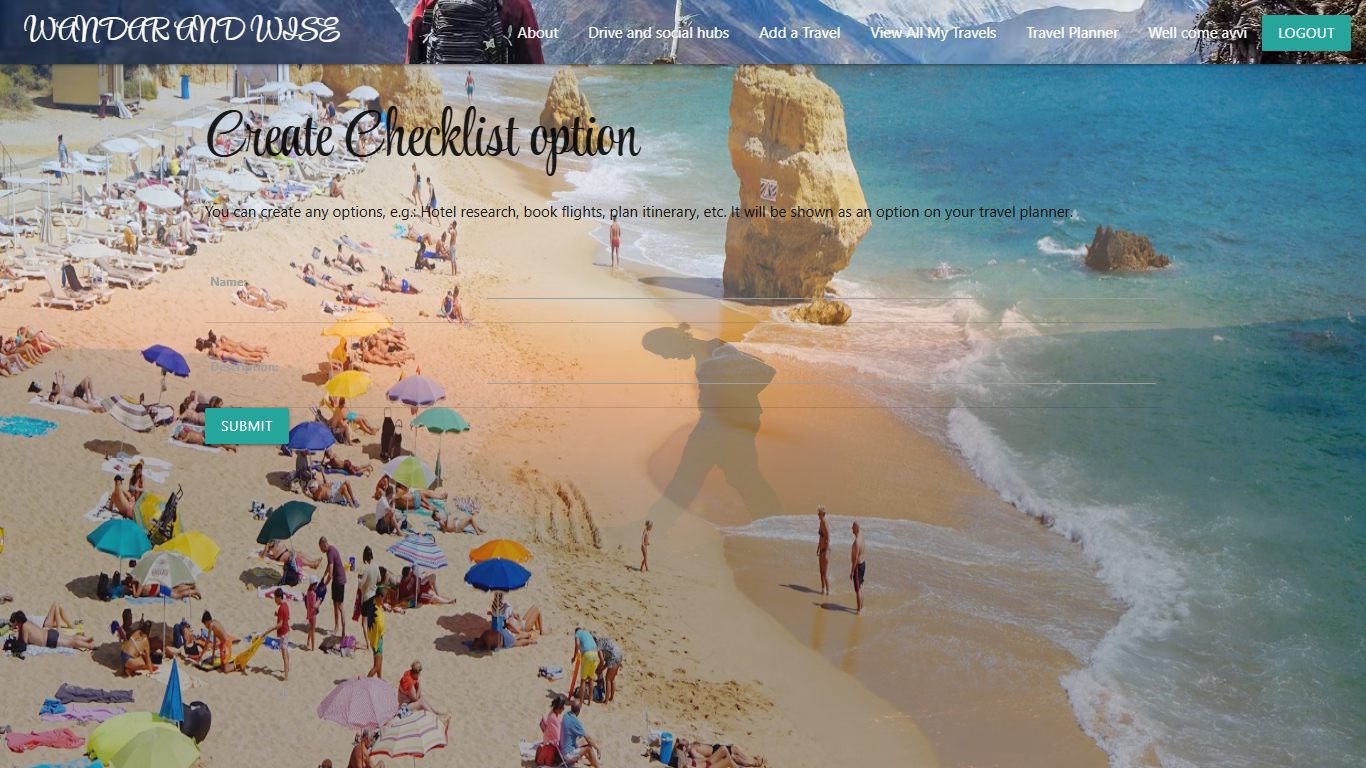 WANDAR AND WISE
About
Drive and social hubs
Add a Travel
View All My Travels
Travel Planner
Well come avvi
LOGOUT
Create Checklist option
You can create any options, e.g.: Hotel research, book flights, plan itinerary, etc. It will be shown as an option on your travel planner.
Name:
Description:
SUBMIT